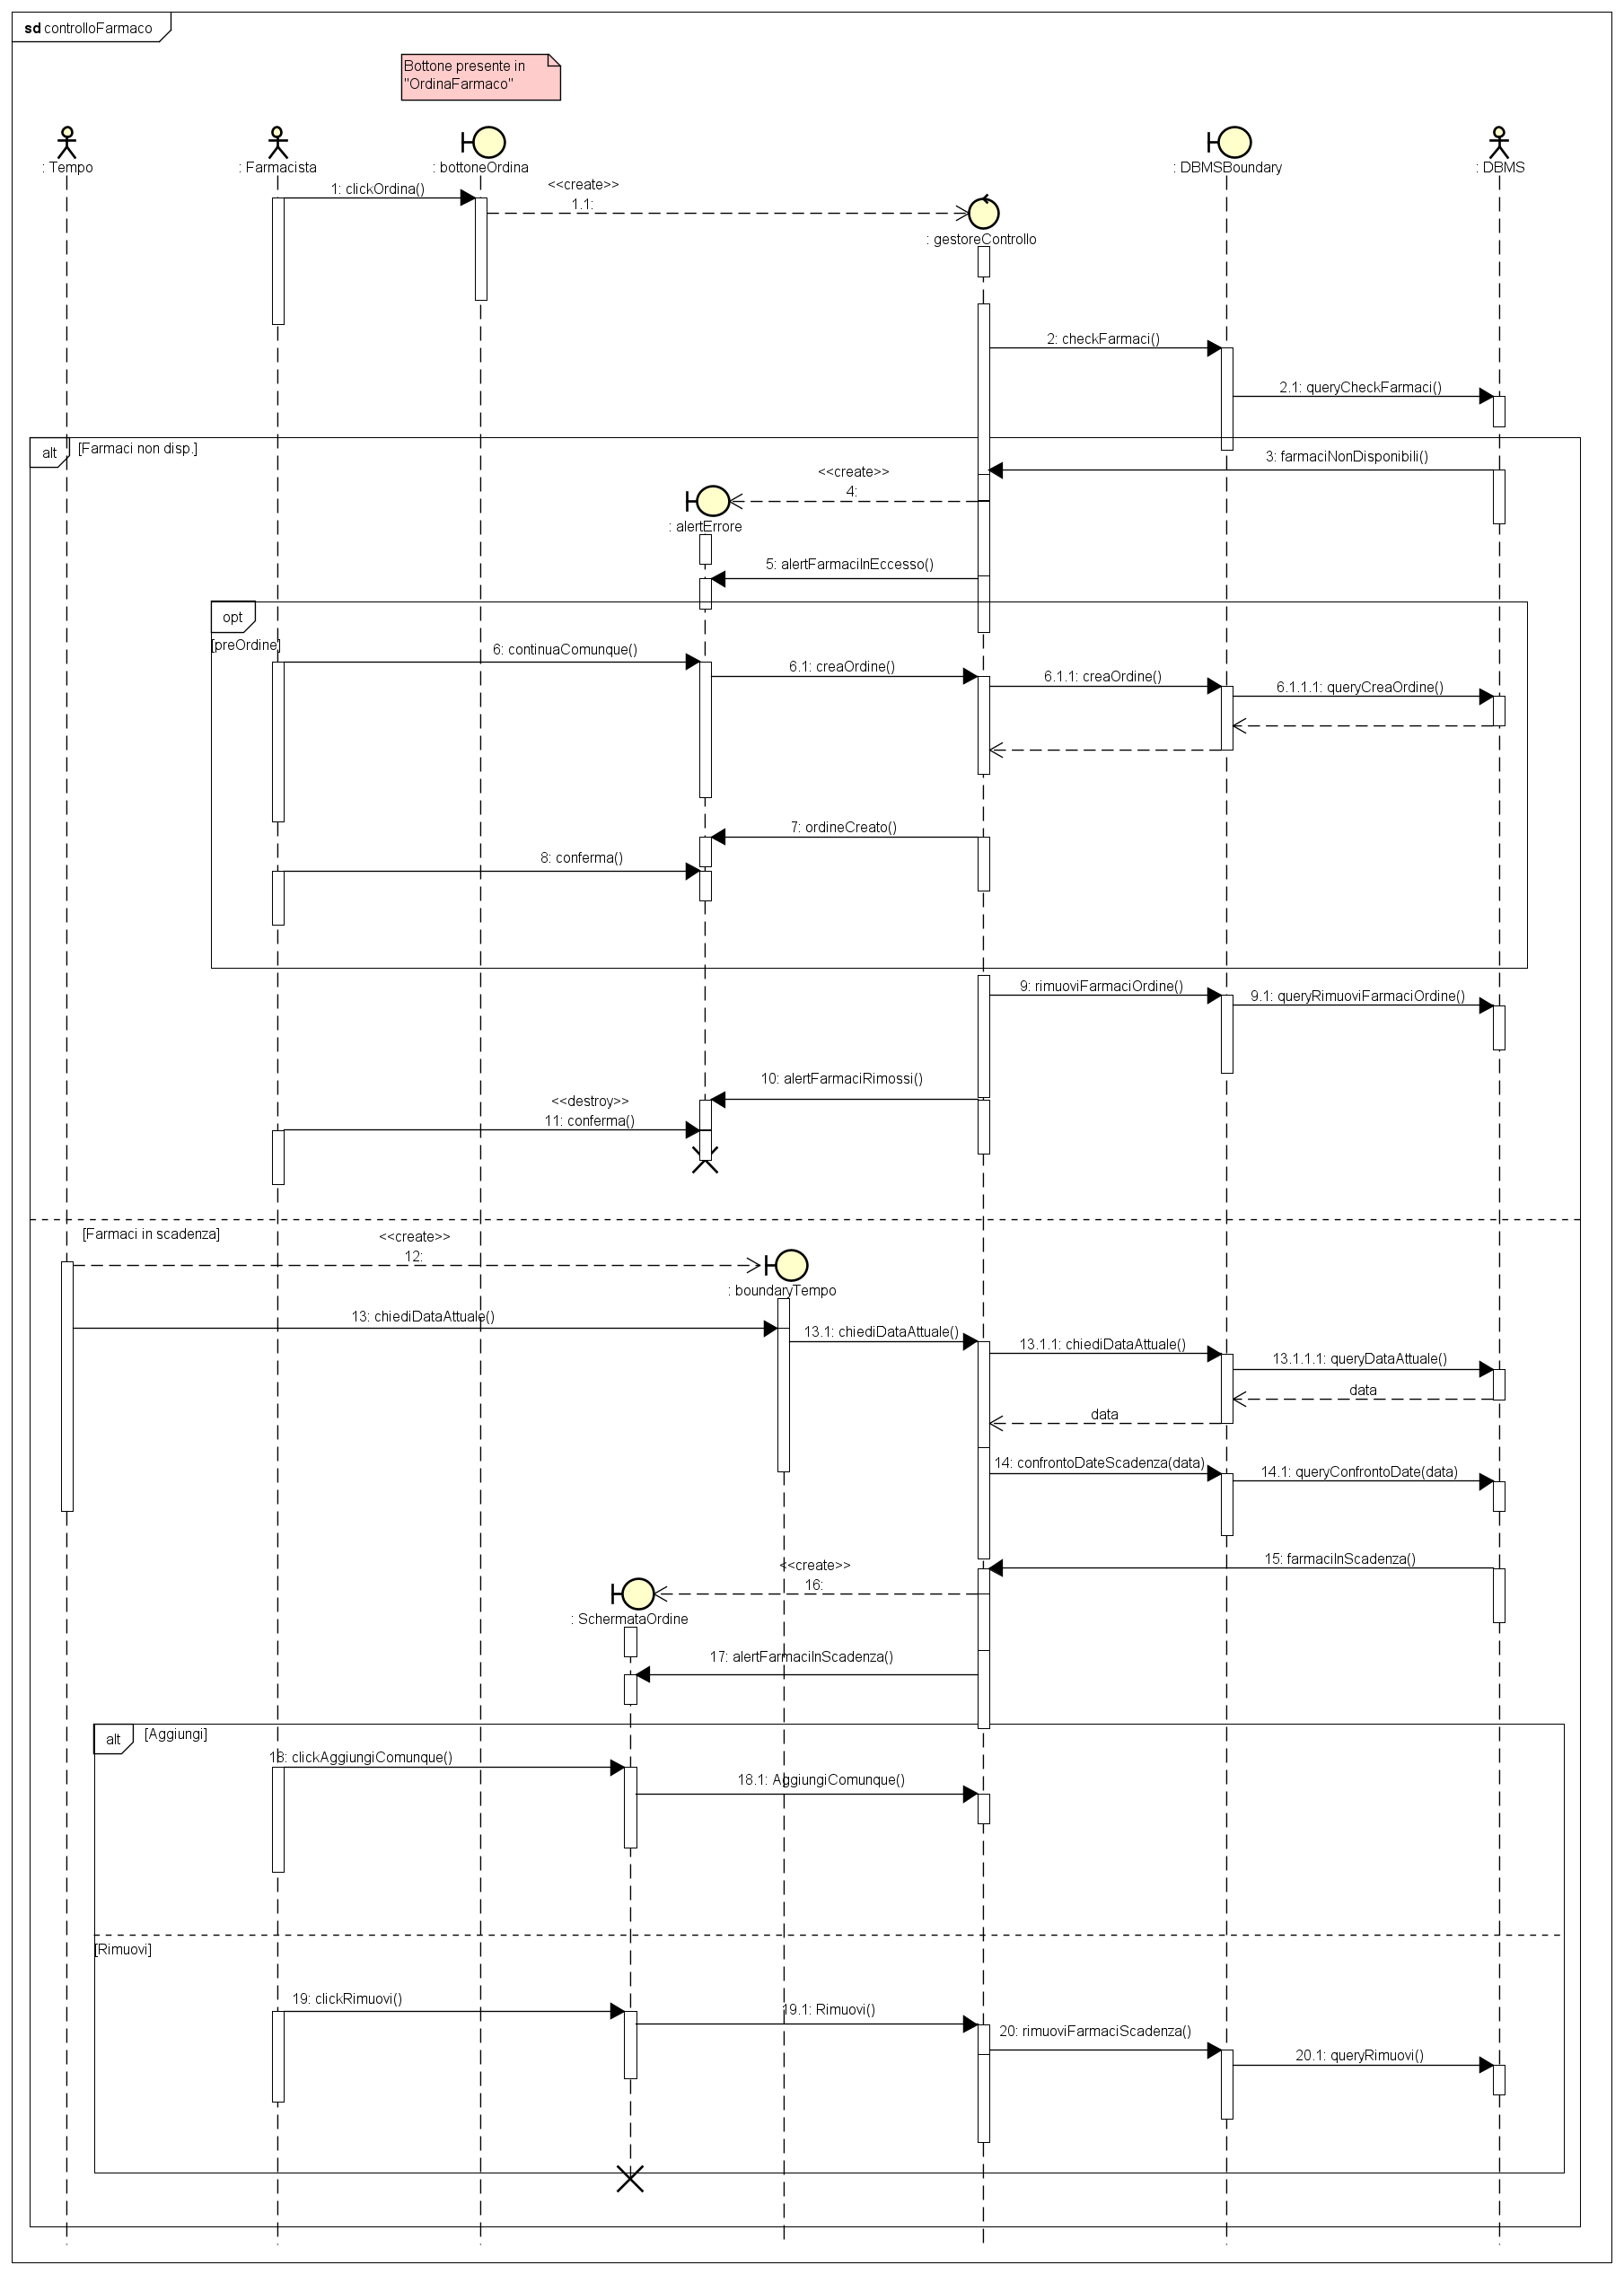 sd controlloFarmaco
Bottone presente in
"OrdinaFarmaco"
: Tempo
: Farmacista
: bottoneOrdina
: DBMSBoundary
: DBMS
1: clickOrdina()
<<create>>
1.1:
: gestoreControllo
2: checkFarmaci()
2.1: queryCheckFarmaci()
alt
[Farmaci non disp.]
3: farmaciNonDisponibili()
<<create>>
4:
: alertErrore
5: alertFarmaciInEccesso()
opt
[preOrdine]
6: continuaComunque()
6.1: creaOrdine()
6.1.1: creaOrdine()
6.1.1.1: queryCreaOrdine()
7: ordineCreato()
8: conferma()
9: rimuoviFarmaciOrdine()
9.1: queryRimuoviFarmaciOrdine()
10: alertFarmaciRimossi()
<<destroy>>
11: conferma()
[Farmaci in scadenza]
<<create>>
12:
: boundaryTempo
13: chiediDataAttuale()
13.1: chiediDataAttuale()
13.1.1: chiediDataAttuale()
13.1.1.1: queryDataAttuale()
data
data
14: confrontoDateScadenza(data)
14.1: queryConfrontoDate(data)
15: farmaciInScadenza()
<<create>>
16:
: SchermataOrdine
17: alertFarmaciInScadenza()
alt
[Aggiungi]
18: clickAggiungiComunque()
18.1: AggiungiComunque()
[Rimuovi]
19: clickRimuovi()
19.1: Rimuovi()
20: rimuoviFarmaciScadenza()
20.1: queryRimuovi()